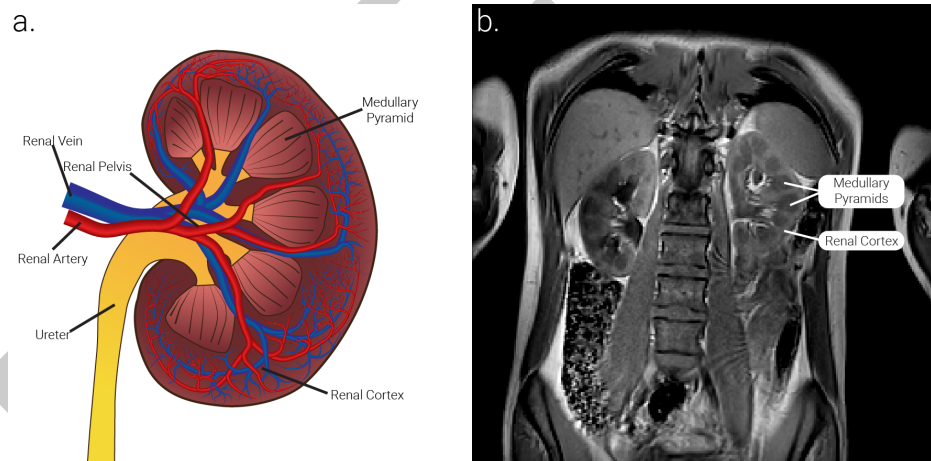 a.
b.
Medullary
Pyramid
Renal Vein
Renal Pelvis
Renal Artery
Ureter
Renal Cortex
Medullary
Pyramids
Renal Cortex